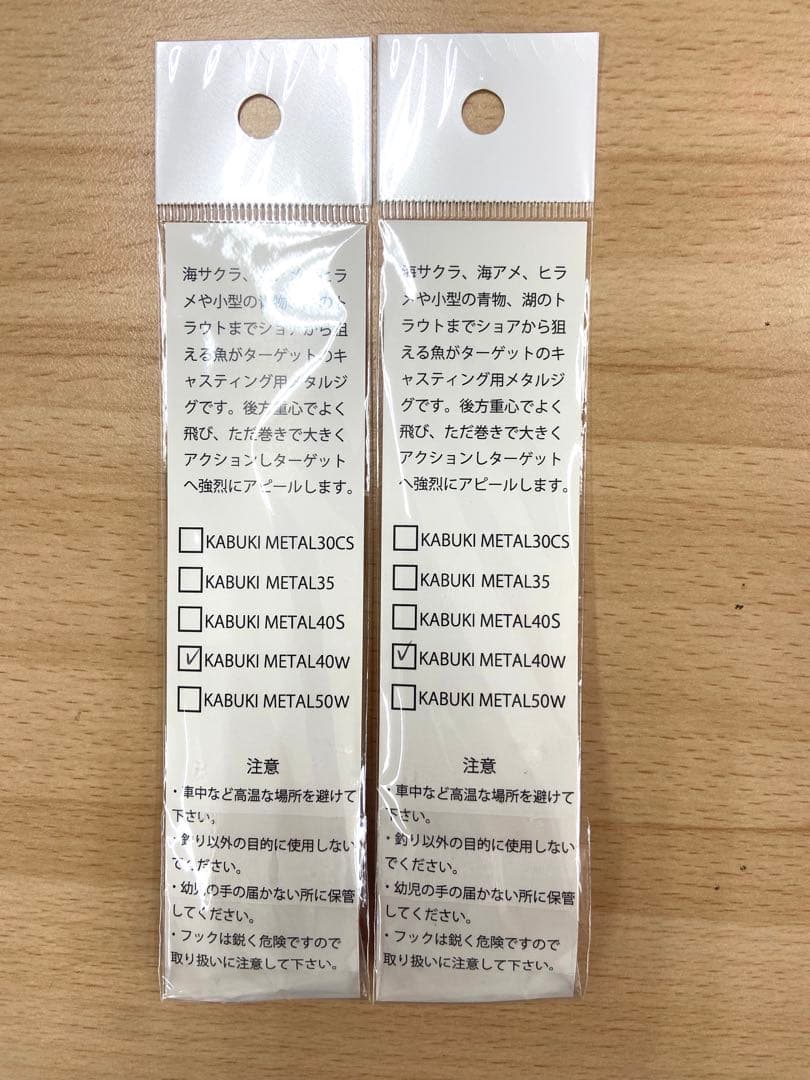 海サクラ、海アメ、ヒラ
メや小型の青物、湖のト
ラウトまでショアから狙
える魚がターゲットのキ
ャスティング用メタルジ
グです。後方重心でよく
飛び、ただ巻きで大きく
アクションしターゲット
へ強烈にアピールします。
KABUKI METAL30CS
KABUKI METAL35
KABUKI METAL40S
KABUKI METAL40W
KABUKI METAL50W
注意
・車中など高温な場所を避けて
下さい。
・釣り以外の目的に使用しない
でください。
・幼児の手の届かない所に保管
してください。
・フックは鋭く危険ですので
取り扱いに注意して下さい。
海サクラ、海アメ、ヒラ
メや小型の青物、湖のト
ラウトまでショアから狙
える魚がターゲットのキ
ャスティング用メタルジ
グです。後方重心でよく
飛び、ただ巻きで大きく
アクションしターゲット
へ強烈にアピールします。
KABUKI METAL30CS
KABUKI METAL35
KABUKI METAL40S
KABUKI METAL40W
KABUKI METAL50W
注意
・車中など高温な場所を避けて
下さい。
・釣り以外の目的に使用しない
でください。
・幼児の手の届かない所に保管
してください。
・フックは鋭く危険ですので
取り扱いに注意して下さい。